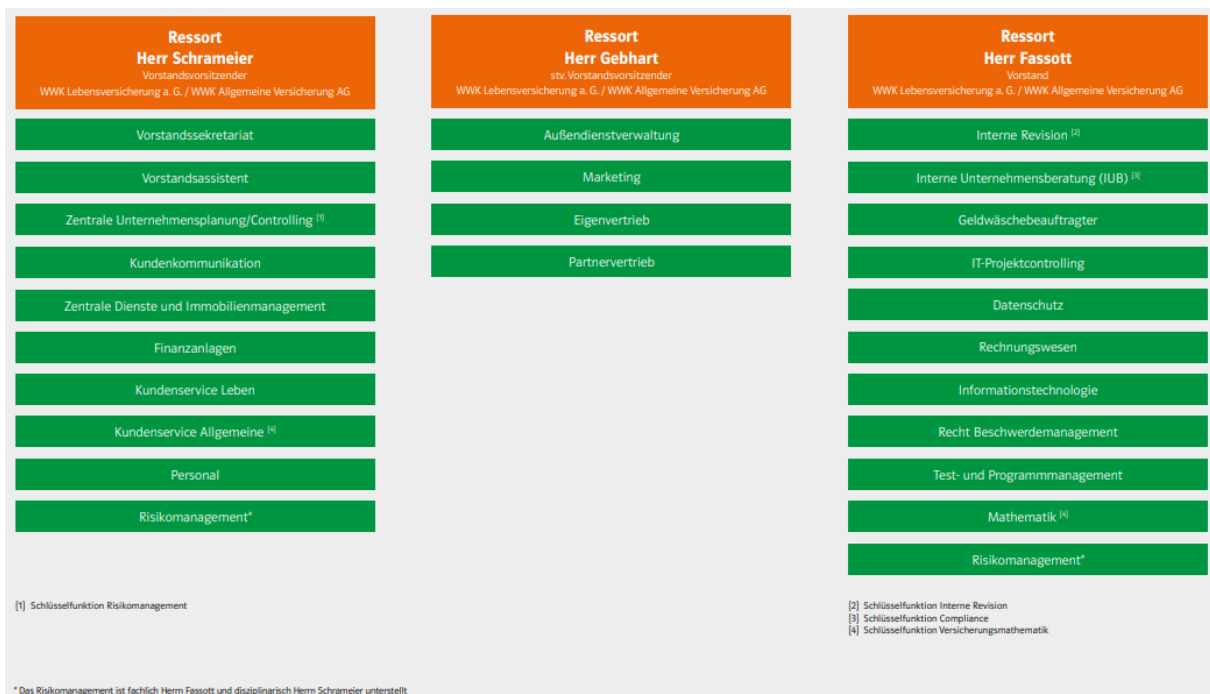 Ressort
Herr Schrameier
Vorstandsvorsitzender
WWK Lebensversicherung a. G. / WWK Allgemeine Versicherung AG
Vorstandssekretariat
Vorstandsassistent
Zentrale Unternehmensplanung/Controlling [1]
Kundenkommunikation
Zentrale Dienste und Immobilienmanagement
Finanzanlagen
Kundenservice Leben
Kundenservice Allgemeine [4]
Personal
Risikomanagement*
[1] Schlüsselfunktion Risikomanagement
Ressort
Herr Gebhart
stv. Vorstandsvorsitzender
WWK Lebensversicherung a. G. / WWK Allgemeine Versicherung AG
Außendienstverwaltung
Marketing
Eigenvertrieb
Partnervertrieb
Ressort
Herr Fassott
Vorstand
WWK Lebensversicherung a. G. / WWK Allgemeine Versicherung AG
Interne Revision [2]
Interne Unternehmensberatung (IUB) [3]
Geldwäschebeauftragter
IT-Projektcontrolling
Datenschutz
Rechnungswesen
Informationstechnologie
Recht Beschwerdemanagement
Test- und Programmmanagement
Mathematik [4]
Risikomanagement*
[2] Schlüsselfunktion Interne Revision
[3] Schlüsselfunktion Compliance
[4] Schlüsselfunktion Versicherungsmathematik
* Das Risikomanagement ist fachlich Herrn Fassott und disziplinarisch Herrn Schrameier unterstellt